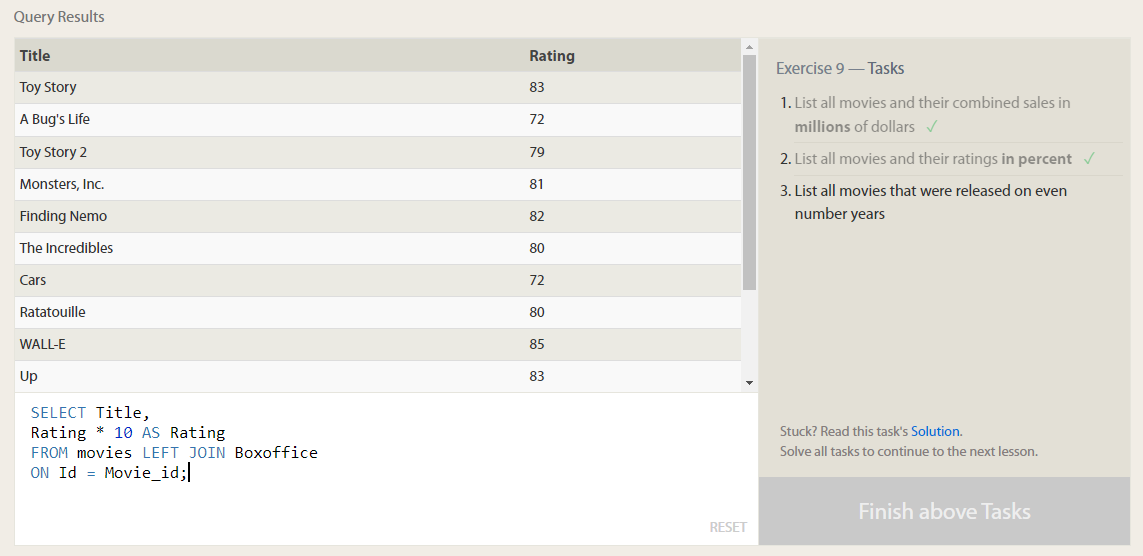 Query Results
Title Rating
Toy Story 83
A Bug's Life 72
Toy Story 2 79
Monsters, Inc. 81
Finding Nemo 82
The Incredibles 80
Cars 72
Ratatouille 80
WALL-E 85
Up 83
SELECT Title,
Rating * 10 AS Rating
FROM movies LEFT JOIN Boxoffice
ON Id = Movie_id;
RESET
Exercise 9 — Tasks
1. List all movies and their combined sales in
millions of dollars ✓
2. List all movies and their ratings in percent ✓
3. List all movies that were released on even
number years
Stuck? Read this task's Solution.
Solve all tasks to continue to the next lesson.
Finish above Tasks